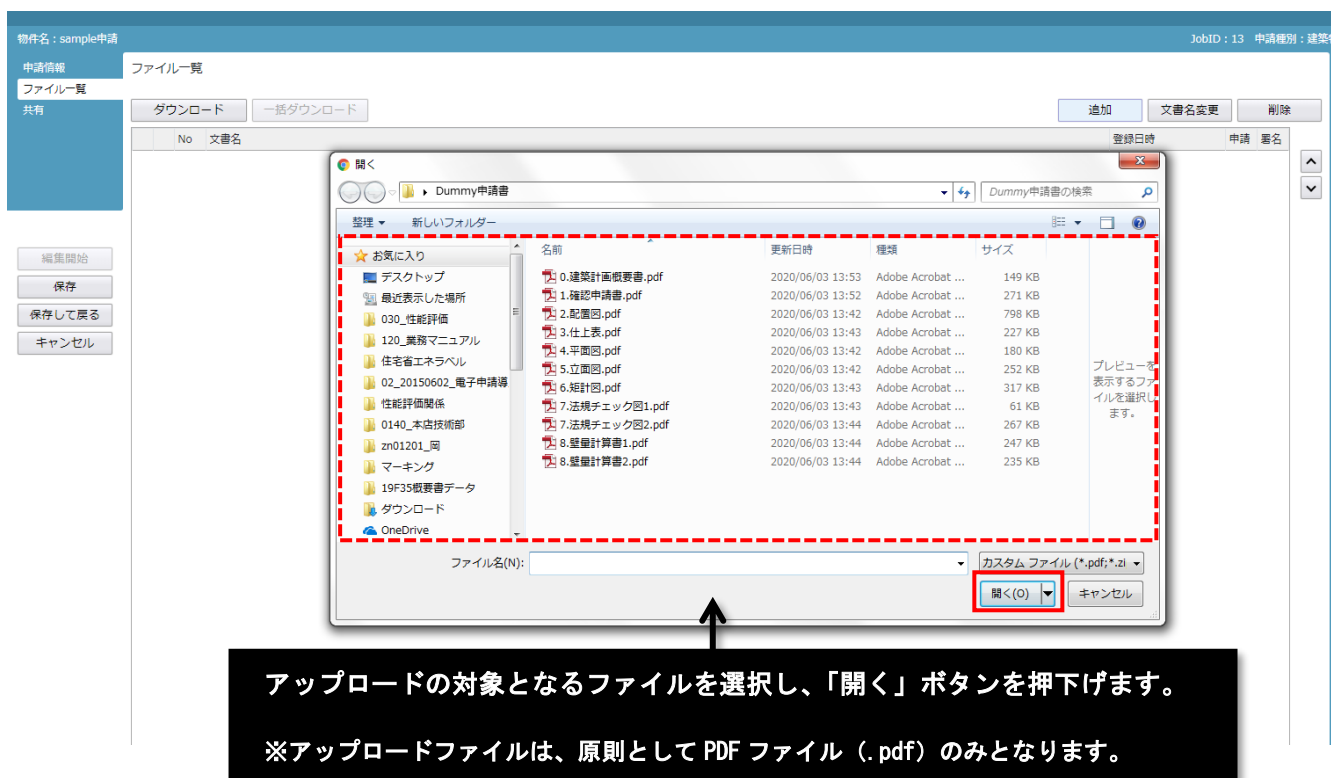 物件名：sample申請
JobID：13 申請種別：建築
申請情報
ファイル一覧
共有
編集開始
保存
保存して戻る
キャンセル
ファイル一覧
ダウンロード 一括ダウンロード 追加 文書名変更 削除
No 文書名 登録日時 申請 署名
開く
Dummy申請書 Dummy申請書の検索
整理 新しいフォルダー
お気に入り
デスクトップ
最近表示した場所
030_性能評価
120_業務マニュアル
住宅省エネラベル
02_20150602_電子申請導
性能評価関係
0140_本店技術部
zn01201_岡
マーキング
19F35概要書データ
ダウンロード
OneDrive
名前 更新日時 種類 サイズ
0.建築計画概要書.pdf 2020/06/03 13:53 Adobe Acrobat ... 149 KB
1.確認申請書.pdf 2020/06/03 13:52 Adobe Acrobat ... 271 KB
2.配置図.pdf 2020/06/03 13:42 Adobe Acrobat ... 798 KB
3.仕上表.pdf 2020/06/03 13:43 Adobe Acrobat ... 227 KB
4.平面図.pdf 2020/06/03 13:42 Adobe Acrobat ... 180 KB
5.立面図.pdf 2020/06/03 13:42 Adobe Acrobat ... 252 KB
6.矩計図.pdf 2020/06/03 13:43 Adobe Acrobat ... 317 KB
7.法規チェック図1.pdf 2020/06/03 13:43 Adobe Acrobat ... 61 KB
7.法規チェック図2.pdf 2020/06/03 13:44 Adobe Acrobat ... 267 KB
8.壁量計算書1.pdf 2020/06/03 13:44 Adobe Acrobat ... 247 KB
8.壁量計算書2.pdf 2020/06/03 13:44 Adobe Acrobat ... 235 KB
プレビューを
表示するファ
イルを選択し
ます。
ファイル名(N): カスタム ファイル (*.pdf;*.zi
開く(O) キャンセル
アップロードの対象となるファイルを選択し、「開く」ボタンを押下げます。
※アップロードファイルは、原則として PDF ファイル（.pdf）のみとなります。